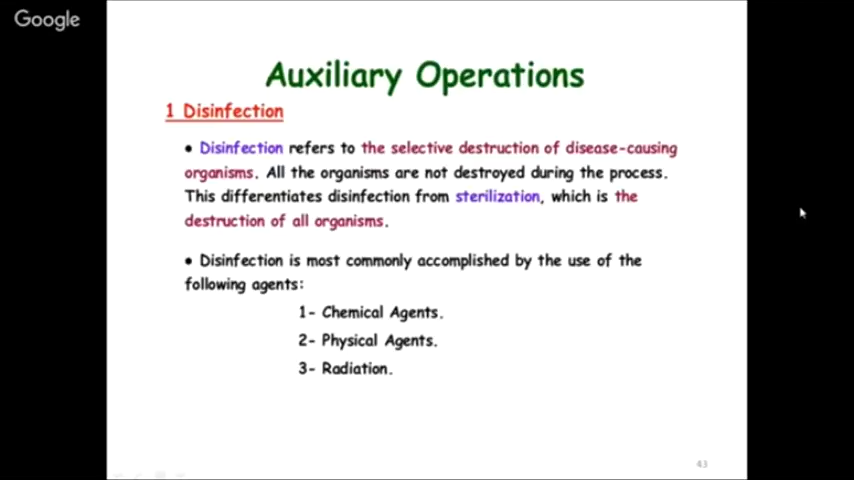 Google
Auxiliary Operations
1 Disinfection
• Disinfection refers to the selective destruction of disease-causing
organisms. All the organisms are not destroyed during the process.
This differentiates disinfection from sterilization, which is the
destruction of all organisms.
• Disinfection is most commonly accomplished by the use of the
following agents:
1- Chemical Agents.
2- Physical Agents.
3- Radiation.
43